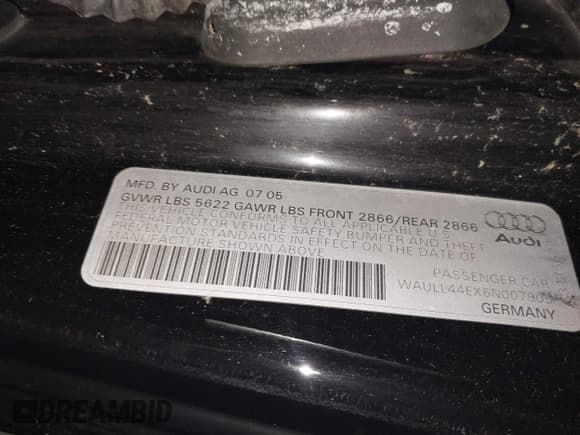 MFD. BY AUDI AG 07 05
GVWR LBS 5622 GAWR LBS FRONT 2866/REAR 2866
THIS VEHICLE CONFORMS TO ALL APPLICABLE U.S.
FEDERAL MOTOR VEHICLE SAFETY, BUMPER AND THEFT
PREVENTION STANDARDS IN EFFECT ON THE DATE OF
MANUFACTURE SHOWN ABOVE
Audi
PASSENGER CAR
GERMANY
DREAMBID